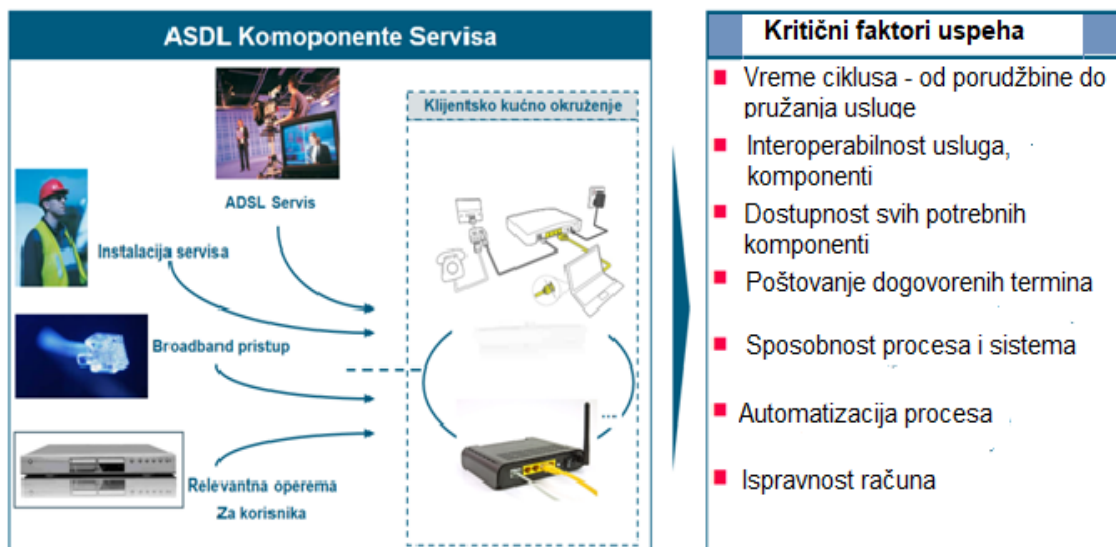 ASDL Komoponente Servisa
Klijentsko kućno okruženje
ADSL Servis
Instalacija servisa
Broadband pristup
Relevantna operema
Za korisnika
...
Kritični faktori uspeha
Vreme ciklusa - od porudžbine do
pružanja usluge
Interoperabilnost usluga,
komponenti
Dostupnost svih potrebnih
komponenti
Poštovanje dogovorenih termina
Sposobnost procesa i sistema
Automatizacija procesa
Ispravnost računa